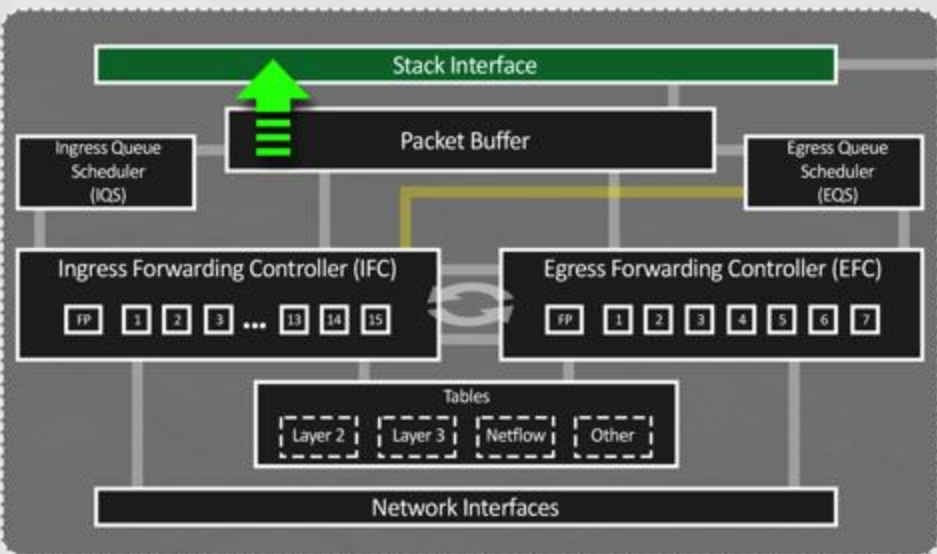 Stack Interface
Packet Buffer
Ingress Queue
Scheduler
(IQS)
Egress Queue
Scheduler
(EQS)
Ingress Forwarding Controller (IFC)
FP 1 2 3 ... 13 14 15
Egress Forwarding Controller (EFC)
FP 1 2 3 4 5 6 7
Tables
Layer 2 Layer 3 Netflow Other
Network Interfaces